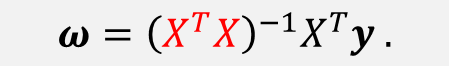 𝝎 = (𝑋ᵀ𝑋)⁻¹𝑋ᵀ𝒚 .